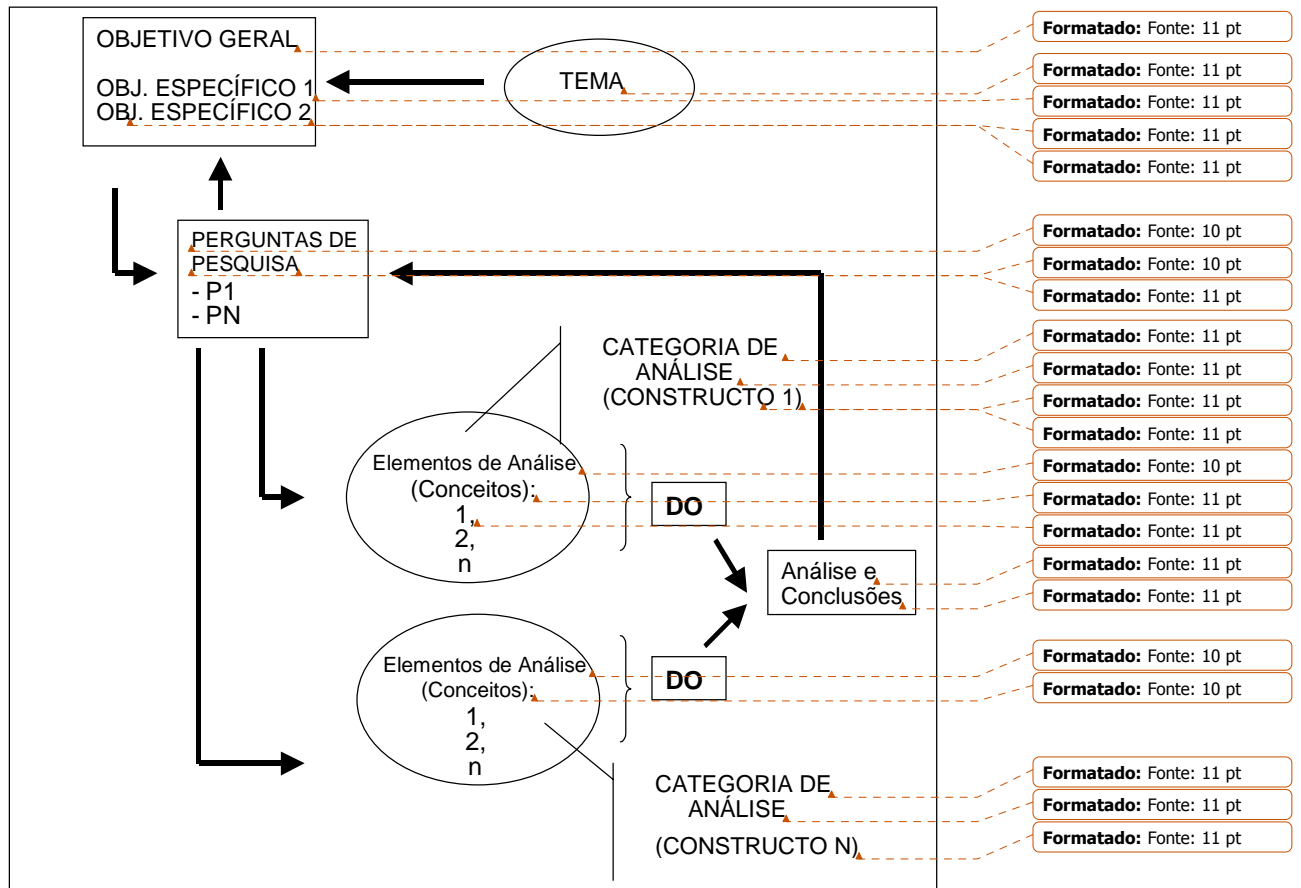 OBJETIVO GERAL
OBJ. ESPECÍFICO 1
OBJ. ESPECÍFICO 2
TEMA
PERGUNTAS DE
PESQUISA
- P1
- PN
CATEGORIA DE
ANÁLISE
(CONSTRUCTO 1)
Elementos de Análise
(Conceitos):
1,
2,
n
DO
Análise e
Conclusões
Elementos de Análise
(Conceitos):
1,
2,
n
DO
CATEGORIA DE
ANÁLISE
(CONSTRUCTO N)
Formatado: Fonte: 11 pt
Formatado: Fonte: 11 pt
Formatado: Fonte: 11 pt
Formatado: Fonte: 11 pt
Formatado: Fonte: 11 pt
Formatado: Fonte: 10 pt
Formatado: Fonte: 10 pt
Formatado: Fonte: 11 pt
Formatado: Fonte: 11 pt
Formatado: Fonte: 11 pt
Formatado: Fonte: 11 pt
Formatado: Fonte: 11 pt
Formatado: Fonte: 10 pt
Formatado: Fonte: 11 pt
Formatado: Fonte: 11 pt
Formatado: Fonte: 11 pt
Formatado: Fonte: 11 pt
Formatado: Fonte: 10 pt
Formatado: Fonte: 10 pt
Formatado: Fonte: 11 pt
Formatado: Fonte: 11 pt
Formatado: Fonte: 11 pt